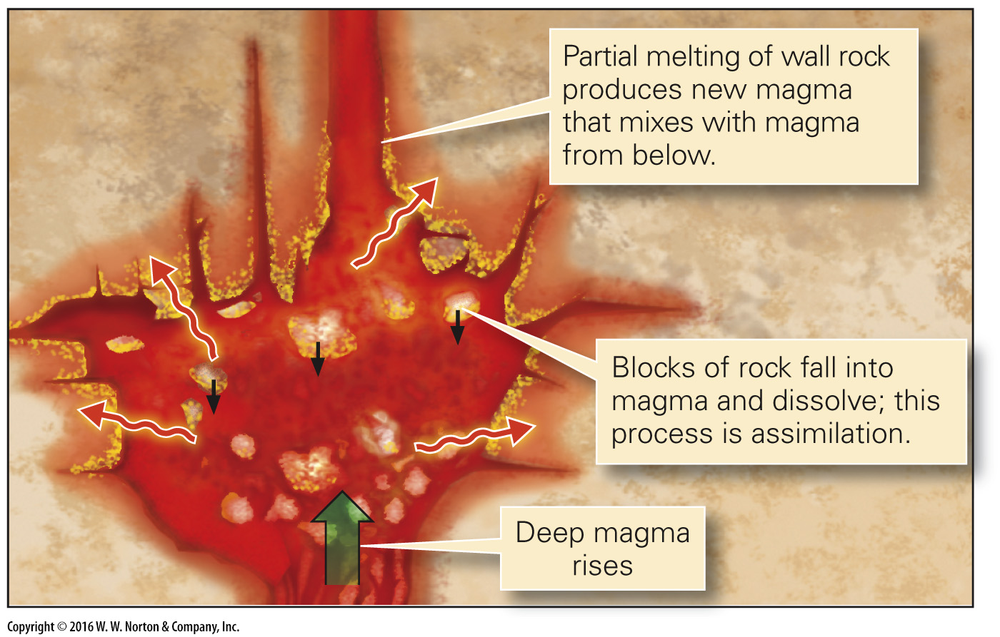 Partial melting of wall rock
produces new magma
that mixes with magma
from below.
Blocks of rock fall into
magma and dissolve; this
process is assimilation.
Deep magma
rises
Copyright © 2016 W. W. Norton & Company, Inc.